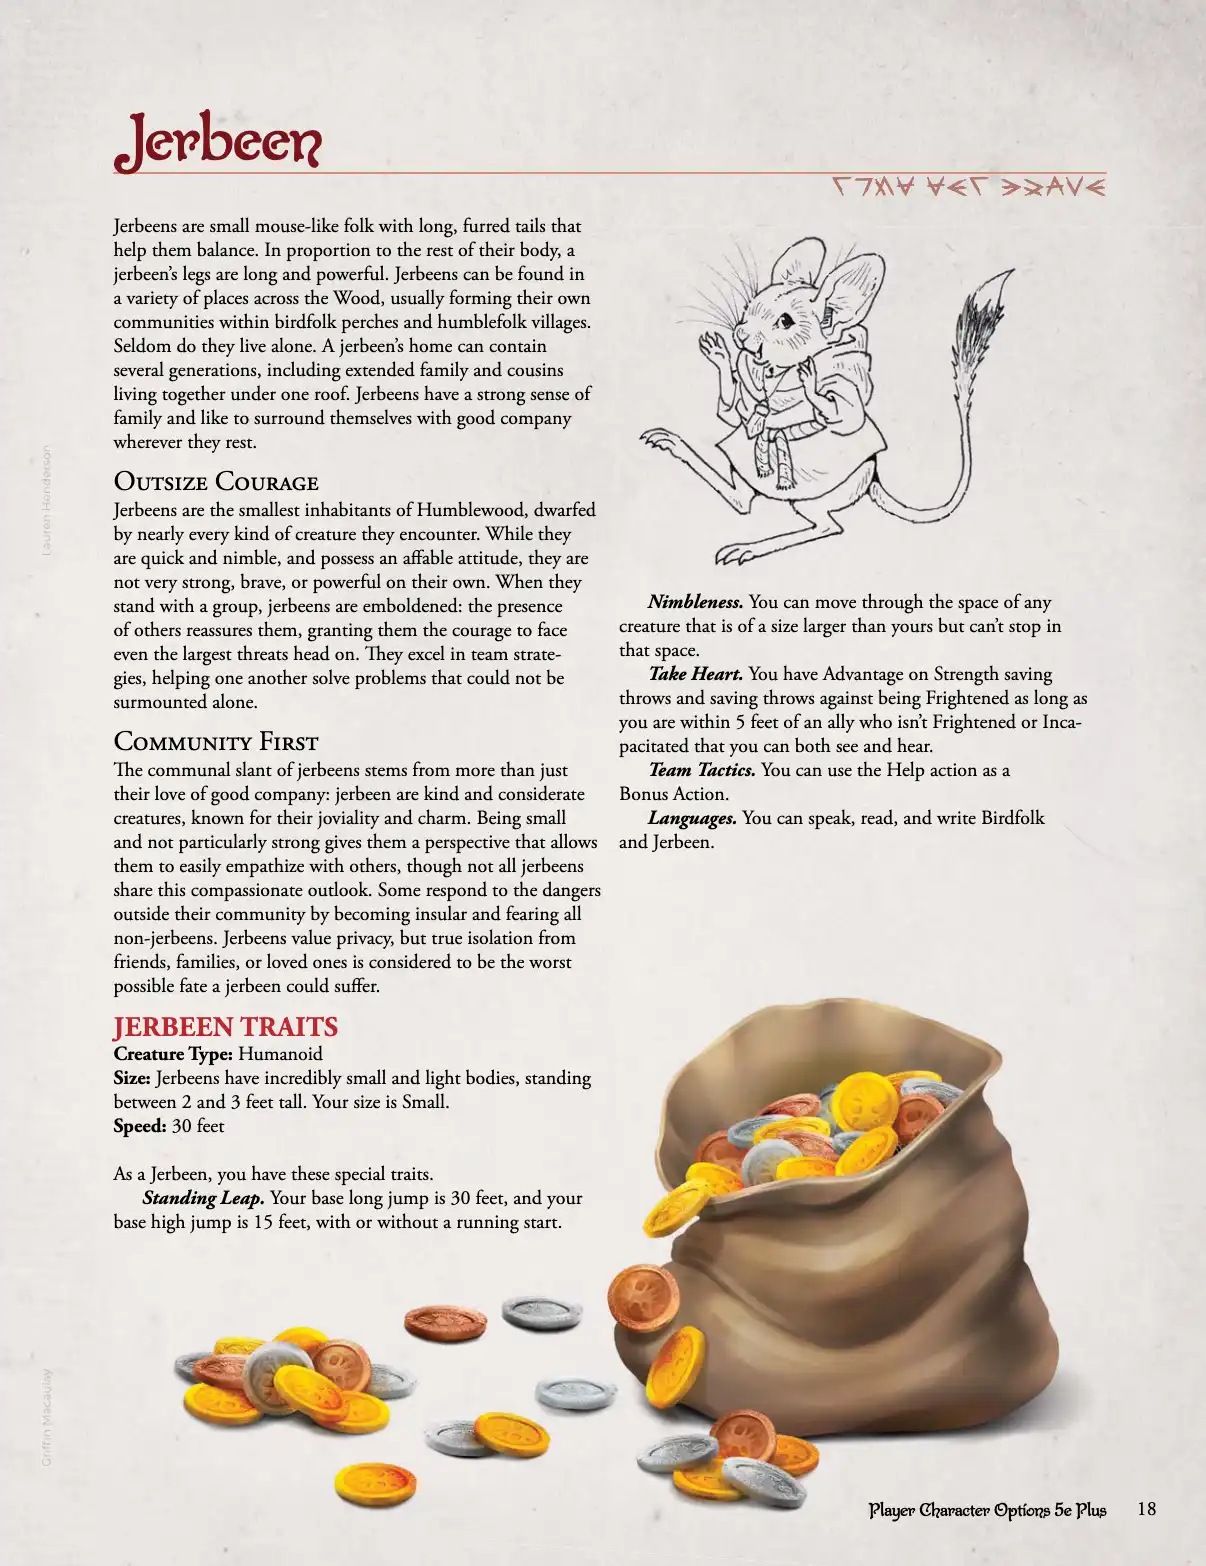 Jerbeen
Jerbeens are small mouse-like folk with long, furred tails that
help them balance. In proportion to the rest of their body, a
jerbeen’s legs are long and powerful. Jerbeens can be found in
a variety of places across the Wood, usually forming their own
communities within birdfolk perches and humblefolk villages.
Seldom do they live alone. A jerbeen’s home can contain
several generations, including extended family and cousins
living together under one roof. Jerbeens have a strong sense of
family and like to surround themselves with good company
wherever they rest.
Outsize Courage
Jerbeens are the smallest inhabitants of Humblewood, dwarfed
by nearly every kind of creature they encounter. While they
are quick and nimble, and possess an affable attitude, they are
not very strong, brave, or powerful on their own. When they
stand with a group, jerbeens are emboldened: the presence
of others reassures them, granting them the courage to face
even the largest threats head on. They excel in team strate-
gies, helping one another solve problems that could not be
surmounted alone.
Community First
The communal slant of jerbeens stems from more than just
their love of good company: jerbeen are kind and considerate
creatures, known for their joviality and charm. Being small
and not particularly strong gives them a perspective that allows
them to easily empathize with others, though not all jerbeens
share this compassionate outlook. Some respond to the dangers
outside their community by becoming insular and fearing all
non-jerbeens. Jerbeens value privacy, but true isolation from
friends, families, or loved ones is considered to be the worst
possible fate a jerbeen could suffer.
JERBEEN TRAITS
Creature Type: Humanoid
Size: Jerbeens have incredibly small and light bodies, standing
between 2 and 3 feet tall. Your size is Small.
Speed: 30 feet
As a Jerbeen, you have these special traits.
Standing Leap. Your base long jump is 30 feet, and your
base high jump is 15 feet, with or without a running start.
Nimbleness. You can move through the space of any
creature that is of a size larger than yours but can’t stop in
that space.
Take Heart. You have Advantage on Strength saving
throws and saving throws against being Frightened as long as
you are within 5 feet of an ally who isn’t Frightened or Inca-
pacitated that you can both see and hear.
Team Tactics. You can use the Help action as a
Bonus Action.
Languages. You can speak, read, and write Birdfolk
and Jerbeen.
Lauren Henderson
Griffin Macaulay
Player Character Options 5e Plus 18